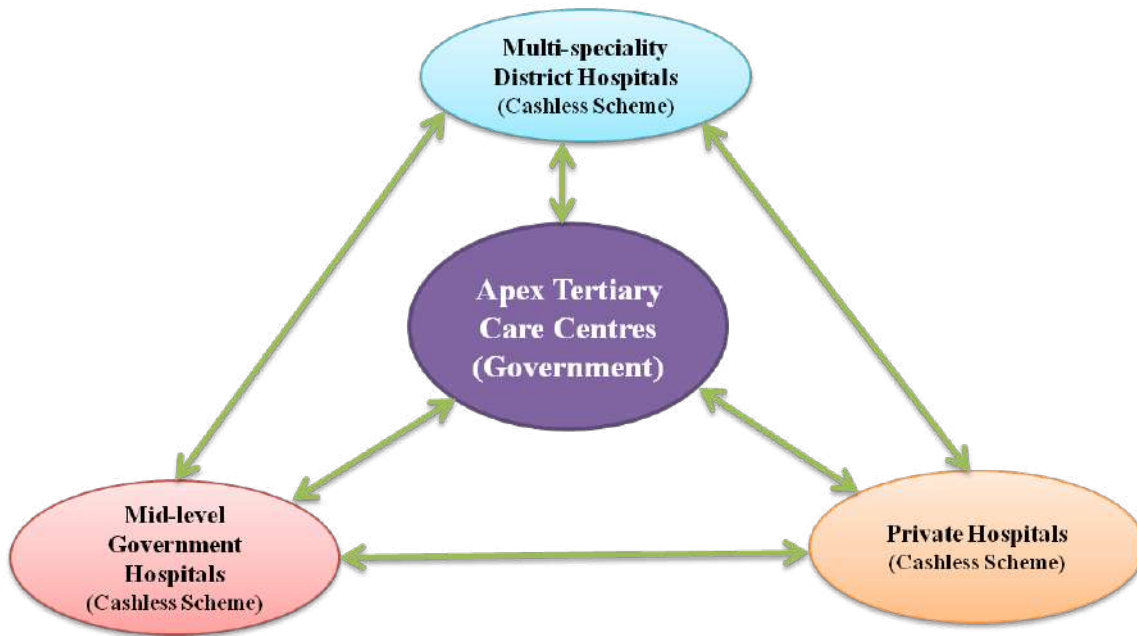 Multi-speciality
District Hospitals
(Cashless Scheme)
Apex Tertiary
Care Centres
(Government)
Mid-level
Government
Hospitals
(Cashless Scheme)
Private Hospitals
(Cashless Scheme)